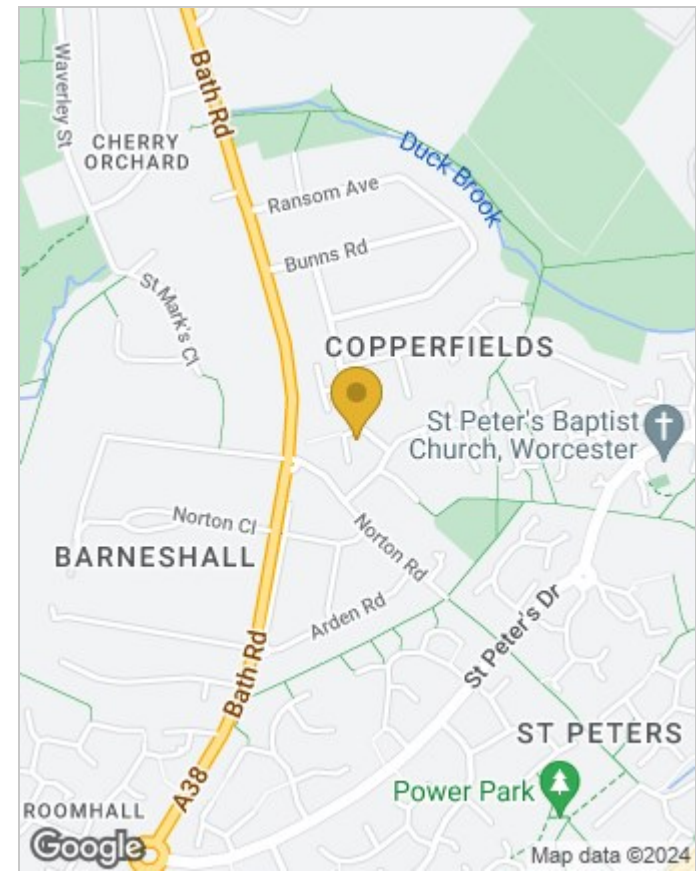 Bath Rd
Waverley St
CHERRY
ORCHARD
Duck Brook
Ransom Ave
Bunns Rd
St Mark's Cl
COPPERFIELDS
St Peter's Baptist
Church, Worcester
Norton Cl
Norton Rd
BARNESHALL
Arden Rd
St Peter's Dr
Bath Rd
ST PETERS
A38
Power Park
ROOMHALL
Google
Map data ©2024